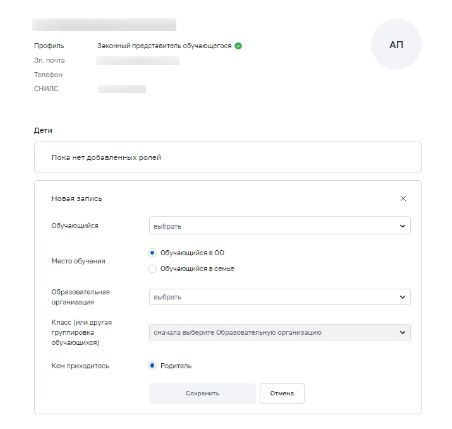 АП
Профиль Законный представитель обучающегося
Эл. почта
Телефон
СНИЛС
Дети
Пока нет добавленных ролей
Новая запись
Обучающийся выбрать
Место обучения
Обучающийся в ОО
Обучающийся в семье
Образовательная
организация
выбрать
Класс (или другая
группировка
обучающихся)
сначала выберите Образовательную организацию
Кем приходитесь Родитель
Сохранить Отмена